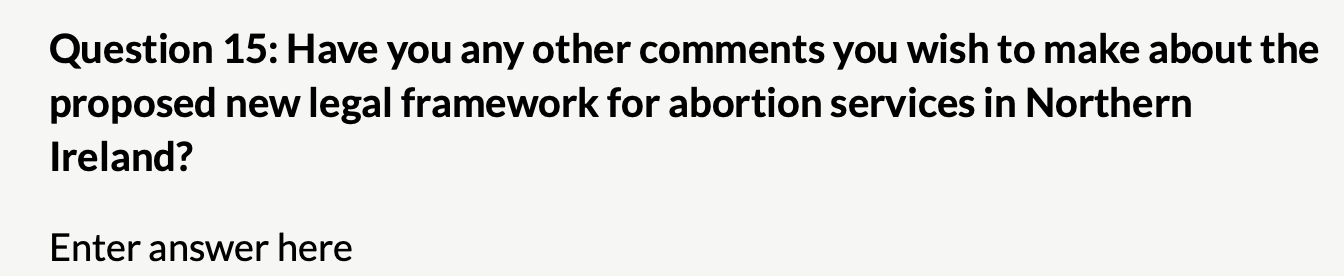 Question 15: Have you any other comments you wish to make about the
proposed new legal framework for abortion services in Northern
Ireland?
Enter answer here